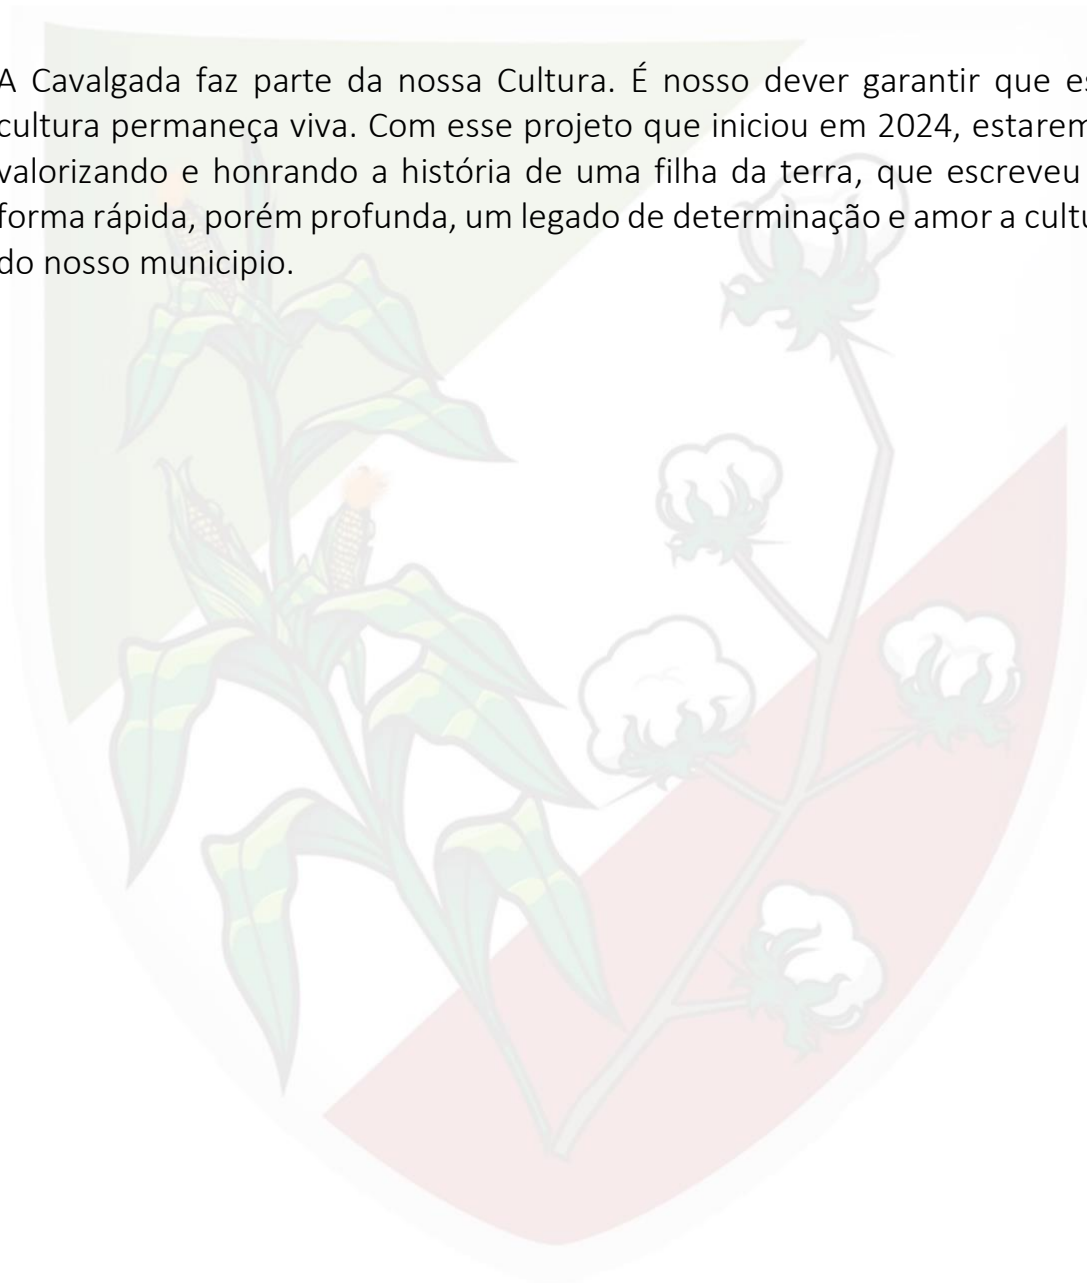 A Cavalgada faz parte da nossa Cultura. É nosso dever garantir que es
cultura permaneça viva. Com esse projeto que iniciou em 2024, estarem
valorizando e honrando a história de uma filha da terra, que escreveu
forma rápida, porém profunda, um legado de determinação e amor a cultu
do nosso municipio.